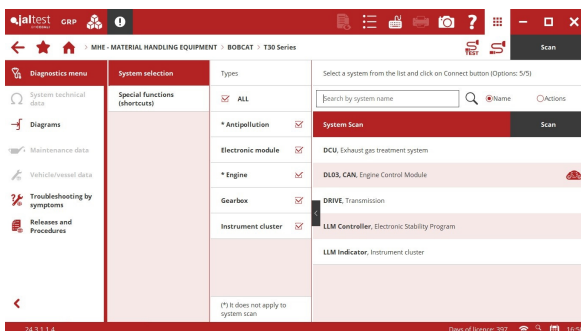 jaltest GRP
MHE - MATERIAL HANDLING EQUIPMENT > BOBCAT > T30 Series
TEST
Scan
Diagnostics menu
System technical
data
Diagrams
Maintenance data
Vehicle/vessel data
Troubleshooting by
symptoms
Releases and
Procedures
System selection
Special functions
(shortcuts)
Types
ALL
* Antipollution
Electronic module
* Engine
Gearbox
Instrument cluster
(*) It does not apply to
system scan
Select a system from the list and click on Connect button (Options: 5/5)
Search by system name
Name
Actions
System Scan
Scan
DCU, Exhaust gas treatment system
DL03, CAN, Engine Control Module
DRIVE, Transmission
LLM Controller, Electronic Stability Program
LLM Indicator, Instrument cluster
24.3.1.1.4
Days of licence: 397